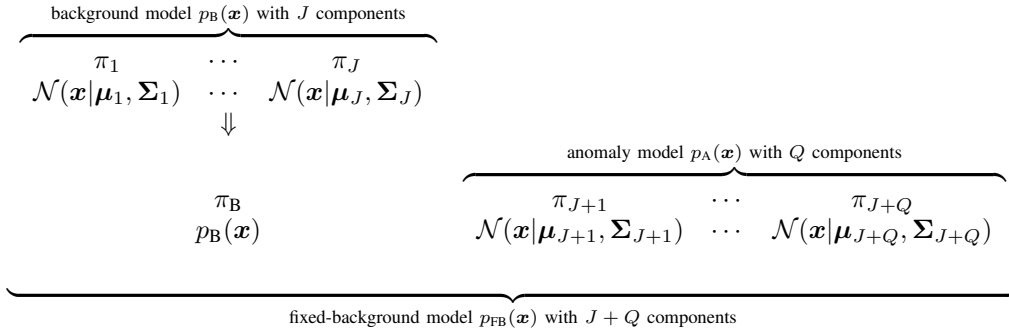 background model p_B(x) with J components
π_1 ⋯ π_J
𝒩(x|μ_1, Σ_1) ⋯ 𝒩(x|μ_J, Σ_J)
⇓
anomaly model p_A(x) with Q components
π_B π_{J+1} ⋯ π_{J+Q}
p_B(x) 𝒩(x|μ_{J+1}, Σ_{J+1}) ⋯ 𝒩(x|μ_{J+Q}, Σ_{J+Q})
fixed-background model p_FB(x) with J + Q components